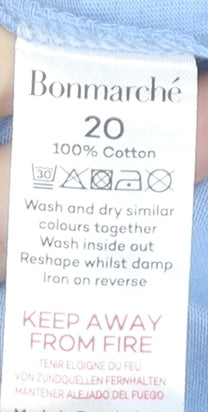 Bonmarché
20
100% Cotton
30
Wash and dry similar
colours together
Wash inside out
Reshape whilst damp
Iron on reverse
KEEP AWAY
FROM FIRE
TENIR ELOIGNE DU FEU
VON ZUNDQUELLEN FERNHALTEN
MANTENER ALEJADO DEL FUEGO